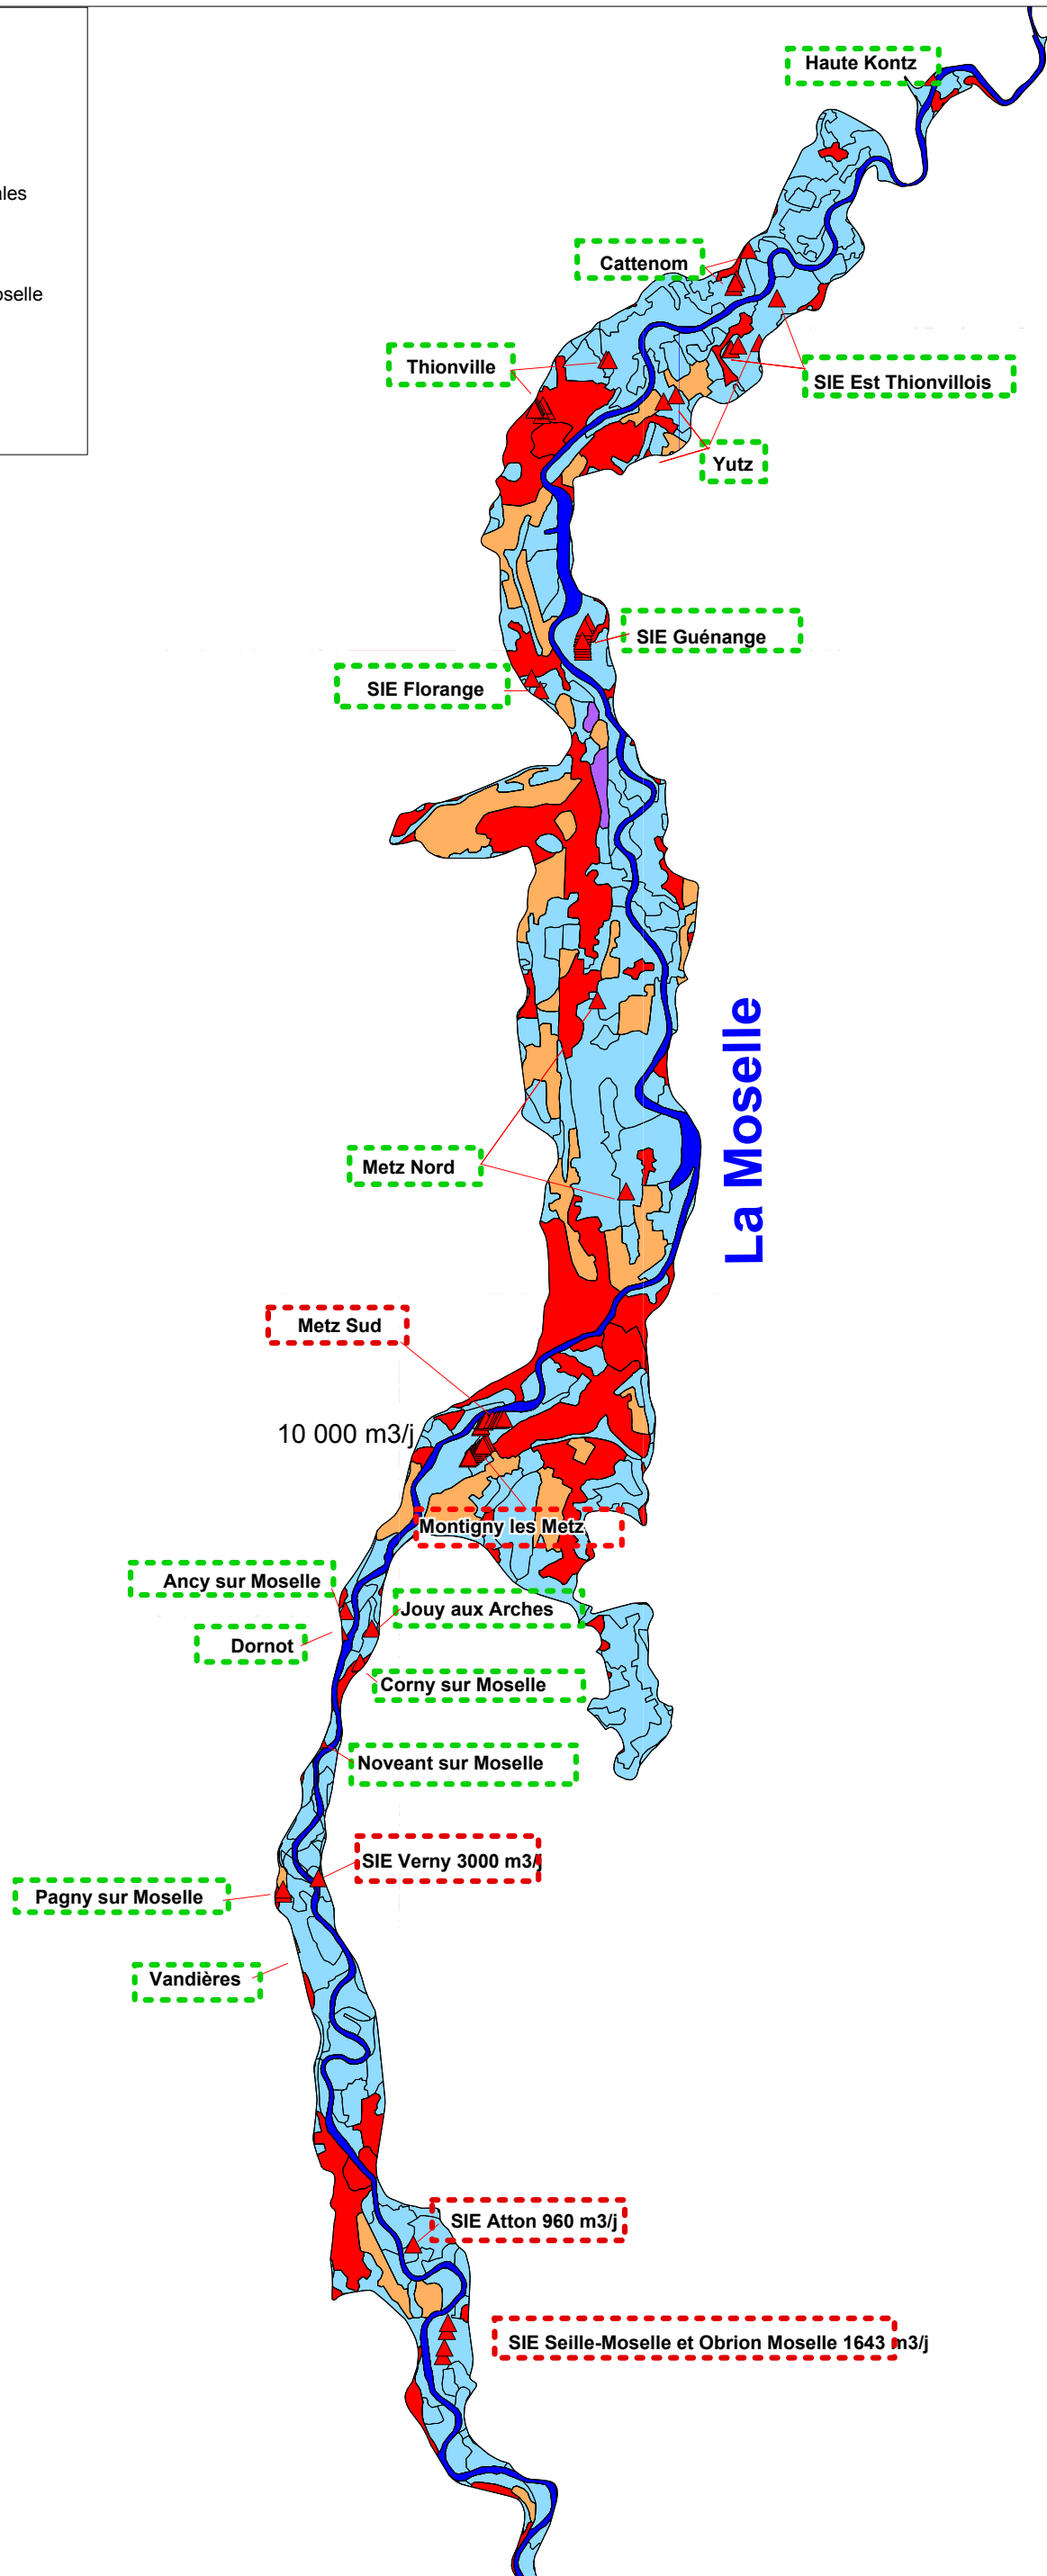 Haute Kontz
ales
Cattenom
oselle
Thionville
SIE Est Thionvillois
Yutz
SIE Guénange
SIE Florange
La Moselle
Metz Nord
Metz Sud
10 000 m3/j
Montigny les Metz
Ancy sur Moselle
Jouy aux Arches
Dornot
Corny sur Moselle
Noveant sur Moselle
SIE Verny 3000 m3/j
Pagny sur Moselle
Vandières
SIE Atton 960 m3/j
SIE Seille-Moselle et Obrion Moselle 1643 m3/j